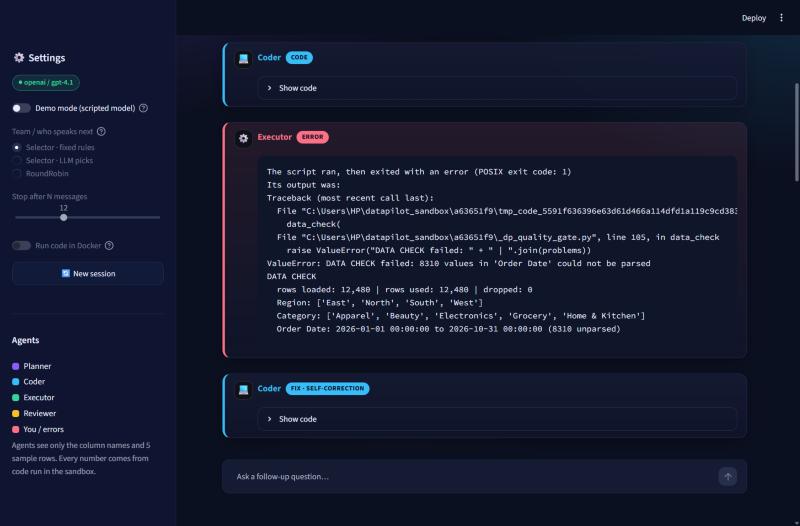 Deploy
Settings
openai / gpt-4.1
Demo mode (scripted model)
Team / who speaks next
Selector · fixed rules
Selector · LLM picks
RoundRobin
Stop after N messages
12
Run code in Docker
New session
Agents
Planner
Coder
Executor
Reviewer
You / errors
Agents see only the column names and 5
sample rows. Every number comes from
code run in the sandbox.
Coder CODE
Show code
Executor ERROR
The script ran, then exited with an error (POSIX exit code: 1)
Its output was:
Traceback (most recent call last):
File "C:\Users\HP\datapilot_sandbox\a63651f9\tmp_code_5591f636396e63d61d466a114dfd1a119c9cd383
data_check(
File "C:\Users\HP\datapilot_sandbox\a63651f9\_dp_quality_gate.py", line 105, in data_check
raise ValueError("DATA CHECK failed: " + " | ".join(problems))
ValueError: DATA CHECK failed: 8310 values in 'Order Date' could not be parsed
DATA CHECK
rows loaded: 12,480 | rows used: 12,480 | dropped: 0
Region: ['East', 'North', 'South', 'West']
Category: ['Apparel', 'Beauty', 'Electronics', 'Grocery', 'Home & Kitchen']
Order Date: 2026-01-01 00:00:00 to 2026-10-31 00:00:00 (8310 unparsed)
Coder FIX · SELF-CORRECTION
Show code
Ask a follow-up question...